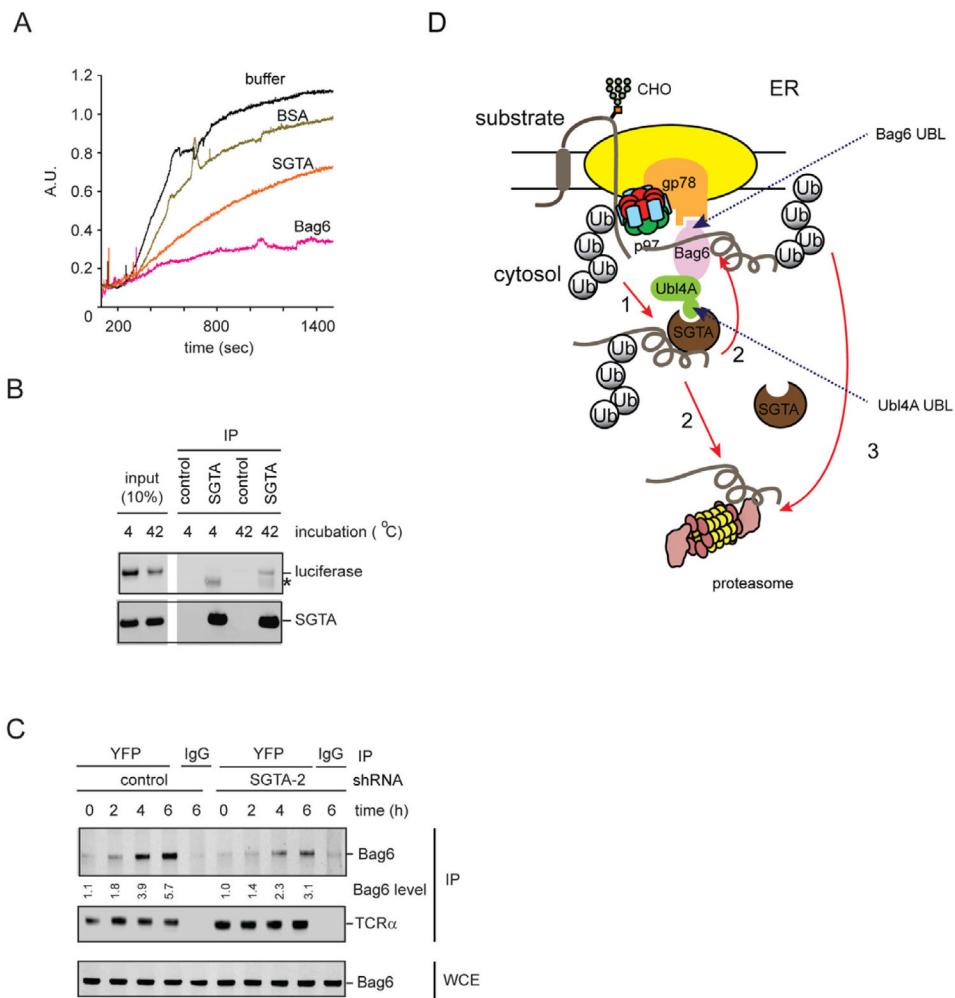 A
1.2
1.0
0.8
0.6
0.4
0.2
0
A.U.
200
800
1400
time (sec)
buffer
BSA
SGTA
Bag6
B
IP
input
(10%)
control
SGTA
control
SGTA
4
42
4
4
42
42
incubation ( °C)
luciferase
*
SGTA
C
YFP
IgG
YFP
IgG
IP
control
SGTA-2
shRNA
0
2
4
6
6
0
2
4
6
6
time (h)
Bag6
1.1
1.8
3.9
5.7
1.0
1.4
2.3
3.1
Bag6 level
IP
TCRα
Bag6
WCE
D
CHO
ER
substrate
Bag6 UBL
gp78
Ub
Ub
Ub
Ub
p97
Bag6
Ub
Ub
Ub
Ub
cytosol
Ubl4A
1
SGTA
2
Ub
Ub
Ub
Ub
SGTA
Ubl4A UBL
2
3
proteasome